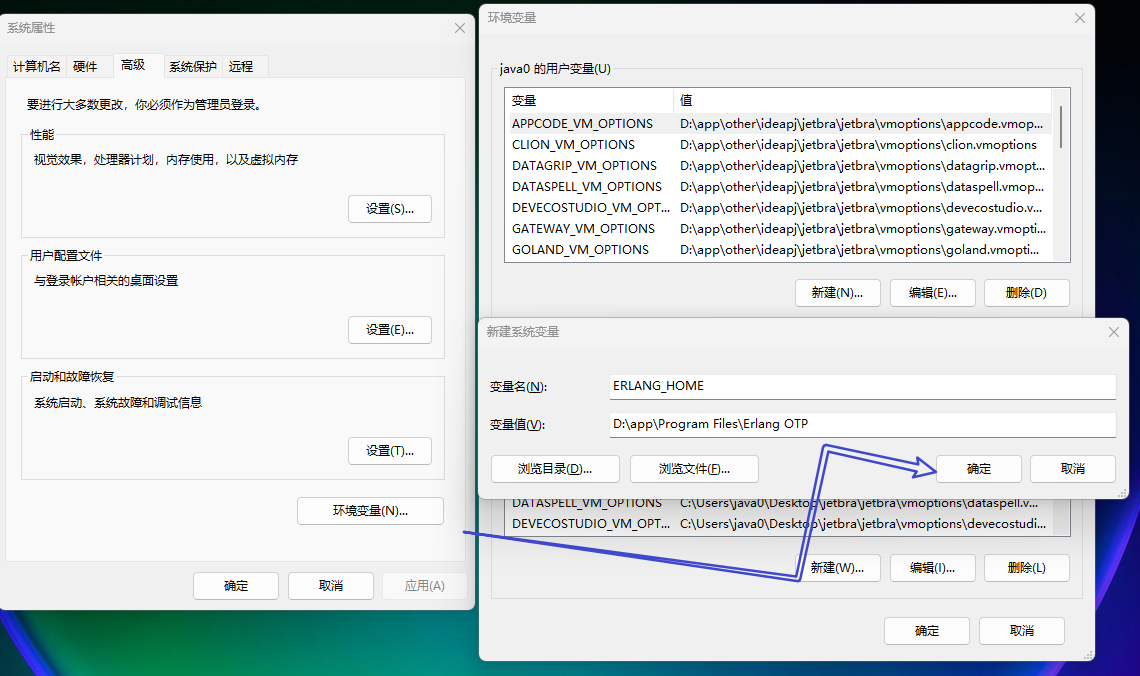 系统属性
计算机名 硬件 高级 系统保护 远程
要进行大多数更改，你必须作为管理员登录。
性能
视觉效果，处理器计划，内存使用，以及虚拟内存
设置(S)...
用户配置文件
与登录帐户相关的桌面设置
设置(E)...
启动和故障恢复
系统启动、系统故障和调试信息
设置(T)...
环境变量(N)...
确定 取消 应用(A)
环境变量
java0 的用户变量(U)
变量 值
APPCODE_VM_OPTIONS D:\app\other\ideapj\jetbra\jetbra\vmoptions\appcode.vmop...
CLION_VM_OPTIONS D:\app\other\ideapj\jetbra\jetbra\vmoptions\clion.vmoptions
DATAGRIP_VM_OPTIONS D:\app\other\ideapj\jetbra\jetbra\vmoptions\datagrip.vmopt...
DATASPELL_VM_OPTIONS D:\app\other\ideapj\jetbra\jetbra\vmoptions\dataspell.vmop...
DEVECOSTUDIO_VM_OPT... D:\app\other\ideapj\jetbra\jetbra\vmoptions\devecostudio.v...
GATEWAY_VM_OPTIONS D:\app\other\ideapj\jetbra\jetbra\vmoptions\gateway.vmopti...
GOLAND_VM_OPTIONS D:\app\other\ideapj\jetbra\jetbra\vmoptions\goland.vmopti...
新建(N)... 编辑(E)... 删除(D)
新建系统变量
变量名(N): ERLANG_HOME
变量值(V): D:\app\Program Files\Erlang OTP
浏览目录(D)... 浏览文件(F)... 确定 取消
DATASPELL_VM_OPTIONS C:\Users\java0\Desktop\jetbra\jetbra\vmoptions\dataspell.v...
DEVECOSTUDIO_VM_OPT... C:\Users\java0\Desktop\jetbra\jetbra\vmoptions\devecostudi...
新建(W)... 编辑(I)... 删除(L)
确定 取消